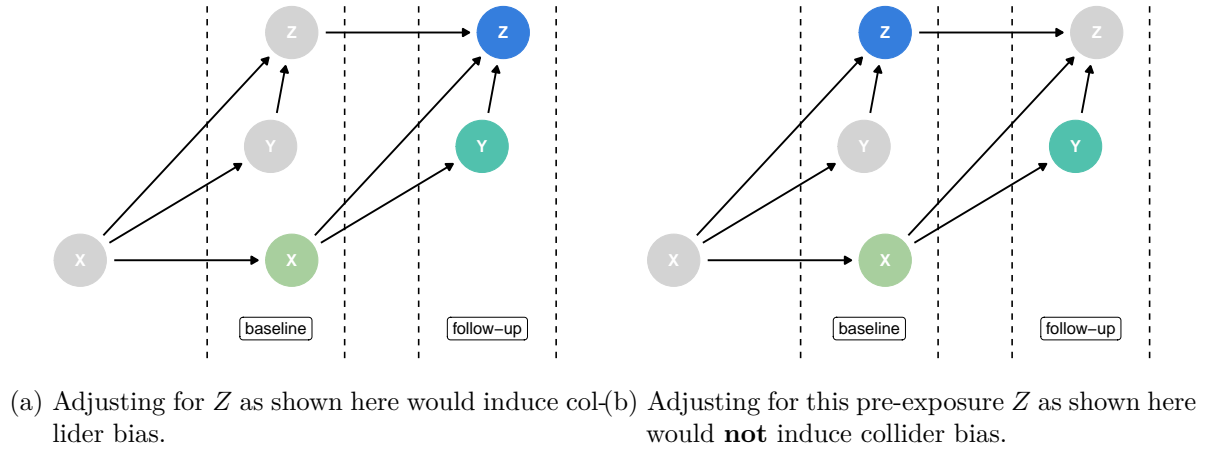 Z
Z
Y
Y
X
X
baseline
follow−up
Z
Z
Y
Y
X
X
baseline
follow−up
(a) Adjusting for Z as shown here would induce col-
lider bias.
(b) Adjusting for this pre-exposure Z as shown here
would not induce collider bias.